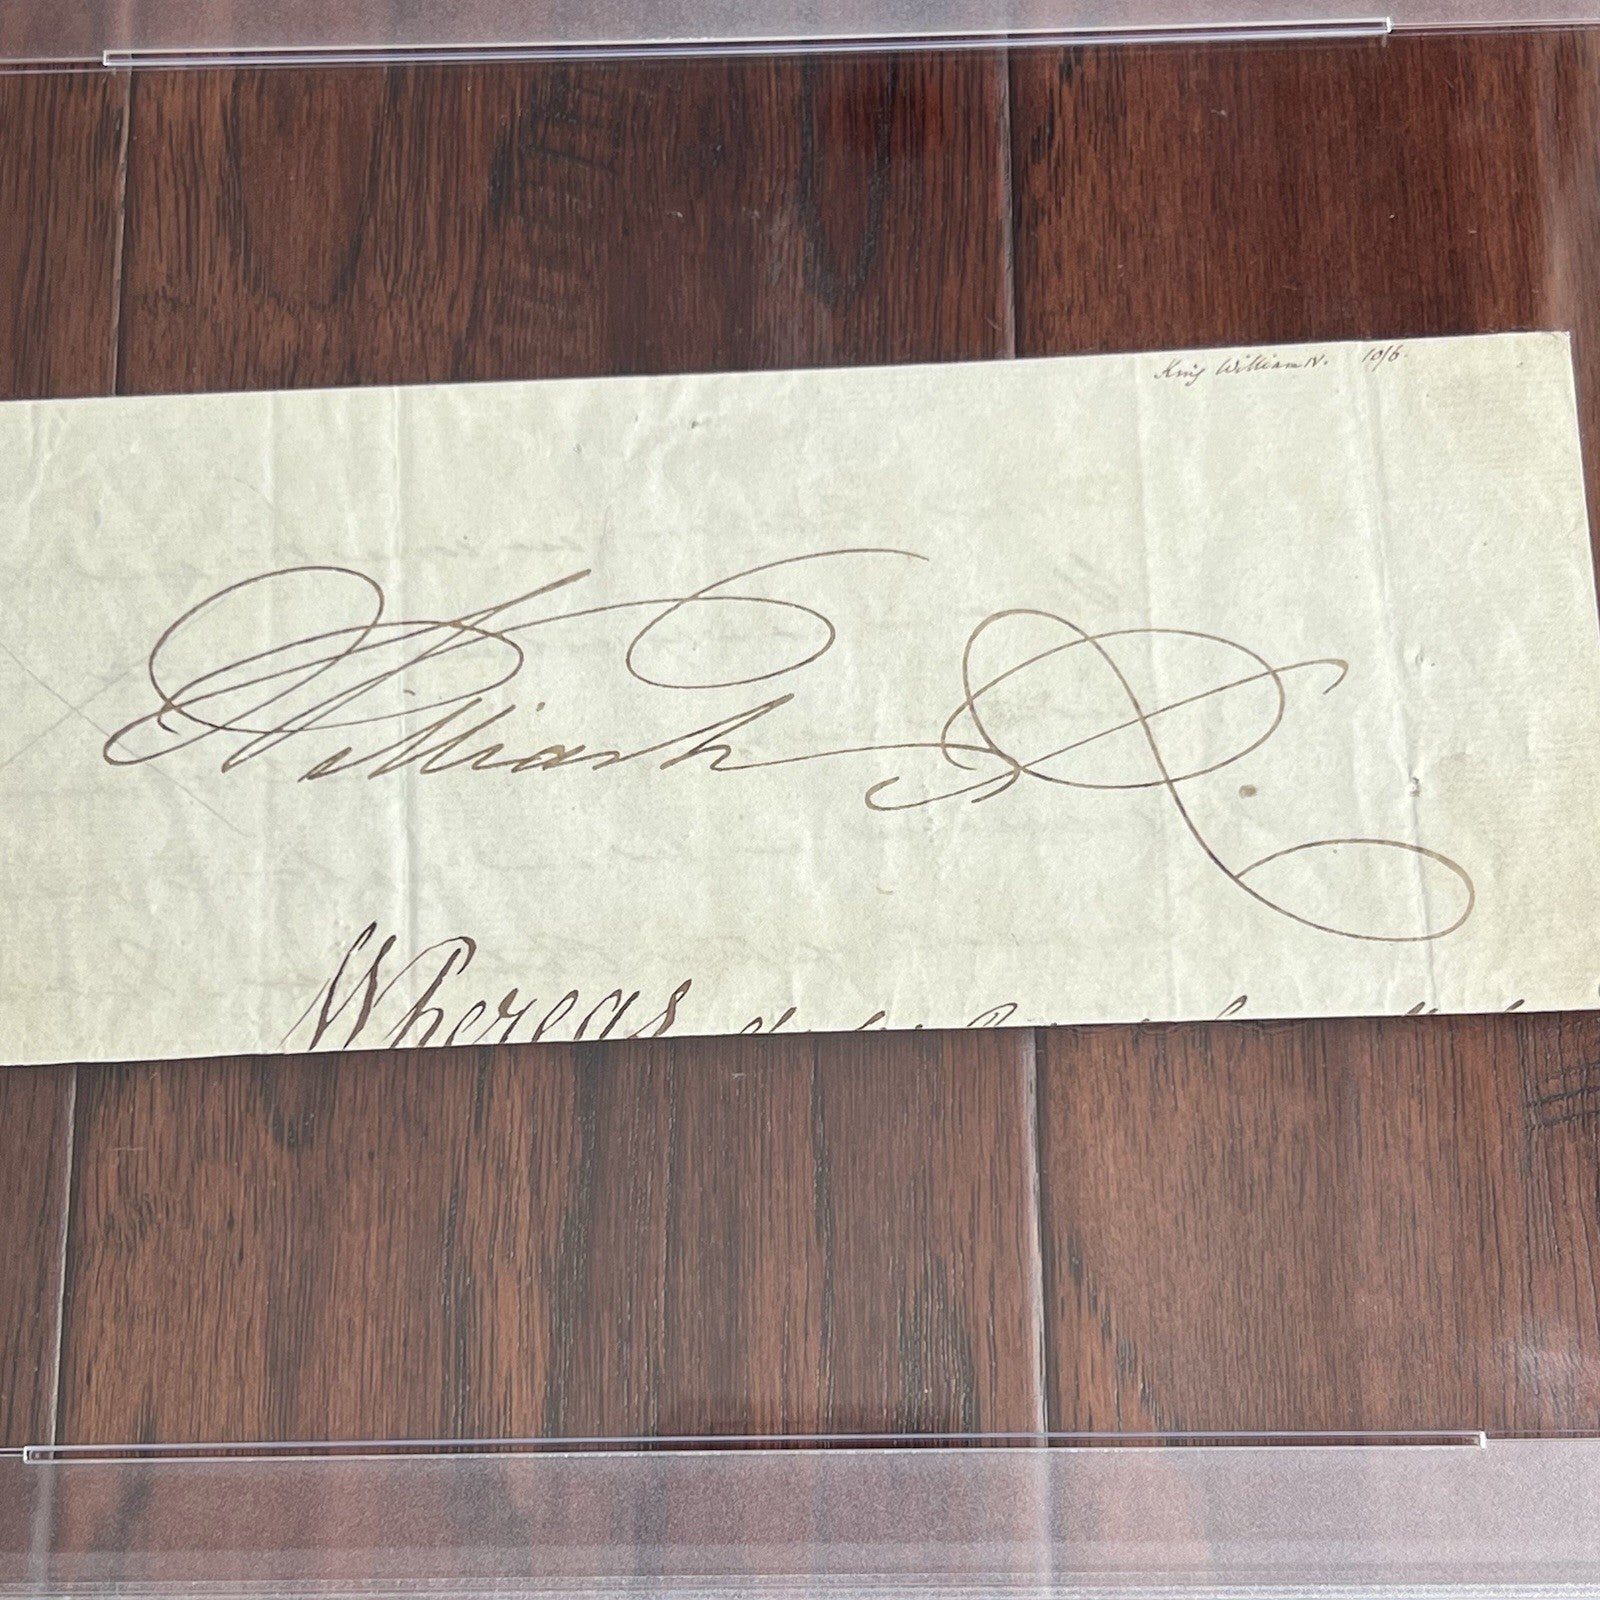 King William IV. 10/6.
William R.
Whereas